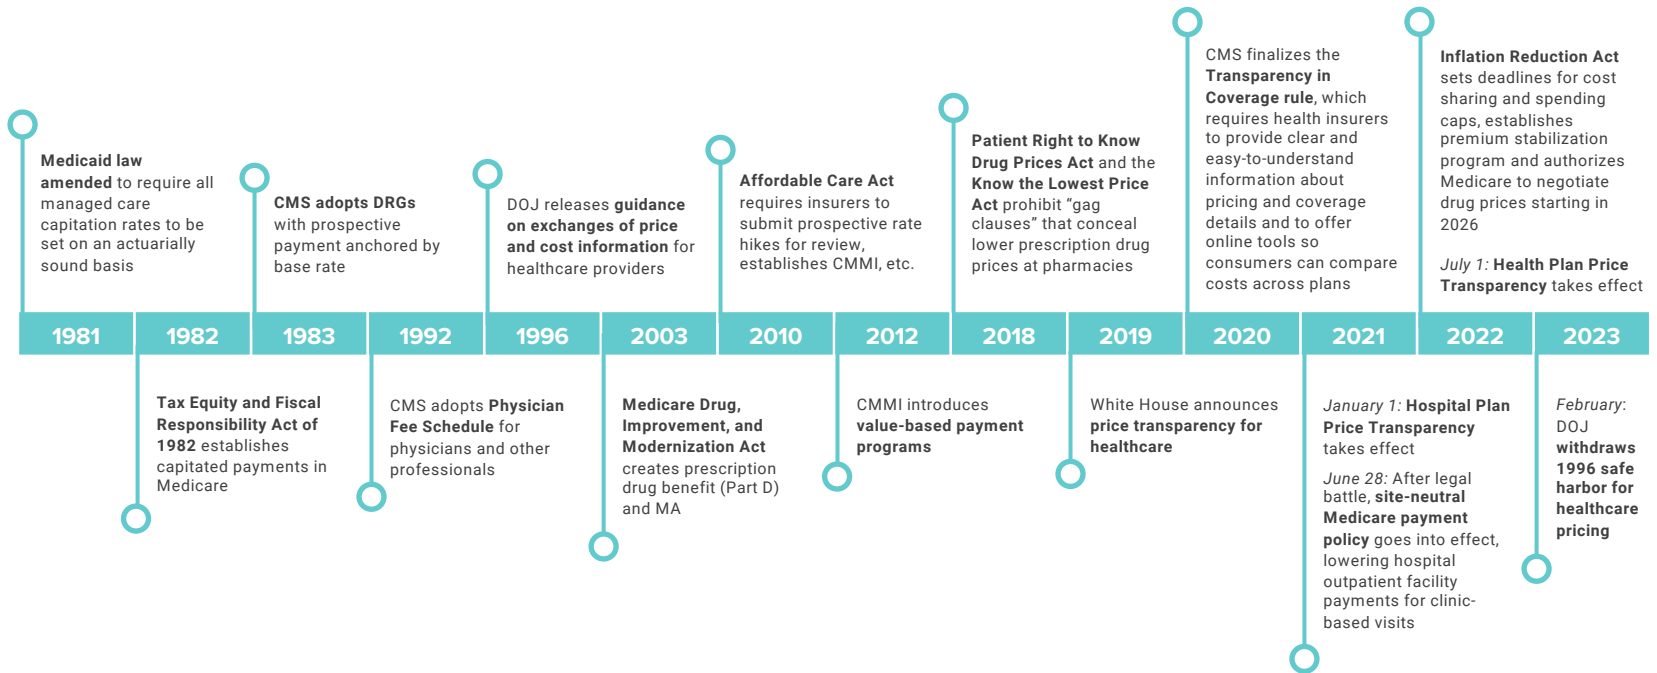 Medicaid law
amended to require all
managed care
capitation rates to be
set on an actuarially
sound basis
CMS adopts DRGs
with prospective
payment anchored by
base rate
DOJ releases guidance
on exchanges of price
and cost information for
healthcare providers
Affordable Care Act
requires insurers to
submit prospective rate
hikes for review,
establishes CMMI, etc.
Patient Right to Know
Drug Prices Act and the
Know the Lowest Price
Act prohibit “gag
clauses” that conceal
lower prescription drug
prices at pharmacies
CMS finalizes the
Transparency in
Coverage rule, which
requires health insurers
to provide clear and
easy-to-understand
information about
pricing and coverage
details and to offer
online tools so
consumers can compare
costs across plans
Inflation Reduction Act
sets deadlines for cost
sharing and spending
caps, establishes
premium stabilization
program and authorizes
Medicare to negotiate
drug prices starting in
2026
July 1: Health Plan Price
Transparency takes effect
1981 1982 1983 1992 1996 2003 2010 2012 2018 2019 2020 2021 2022 2023
Tax Equity and Fiscal
Responsibility Act of
1982 establishes
capitated payments in
Medicare
CMS adopts Physician
Fee Schedule for
physicians and other
professionals
Medicare Drug,
Improvement, and
Modernization Act
creates prescription
drug benefit (Part D)
and MA
CMMI introduces
value-based payment
programs
White House announces
price transparency for
healthcare
January 1: Hospital Plan
Price Transparency
takes effect
June 28: After legal
battle, site-neutral
Medicare payment
policy goes into effect,
lowering hospital
outpatient facility
payments for clinic-
based visits
February:
DOJ
withdraws
1996 safe
harbor for
healthcare
pricing